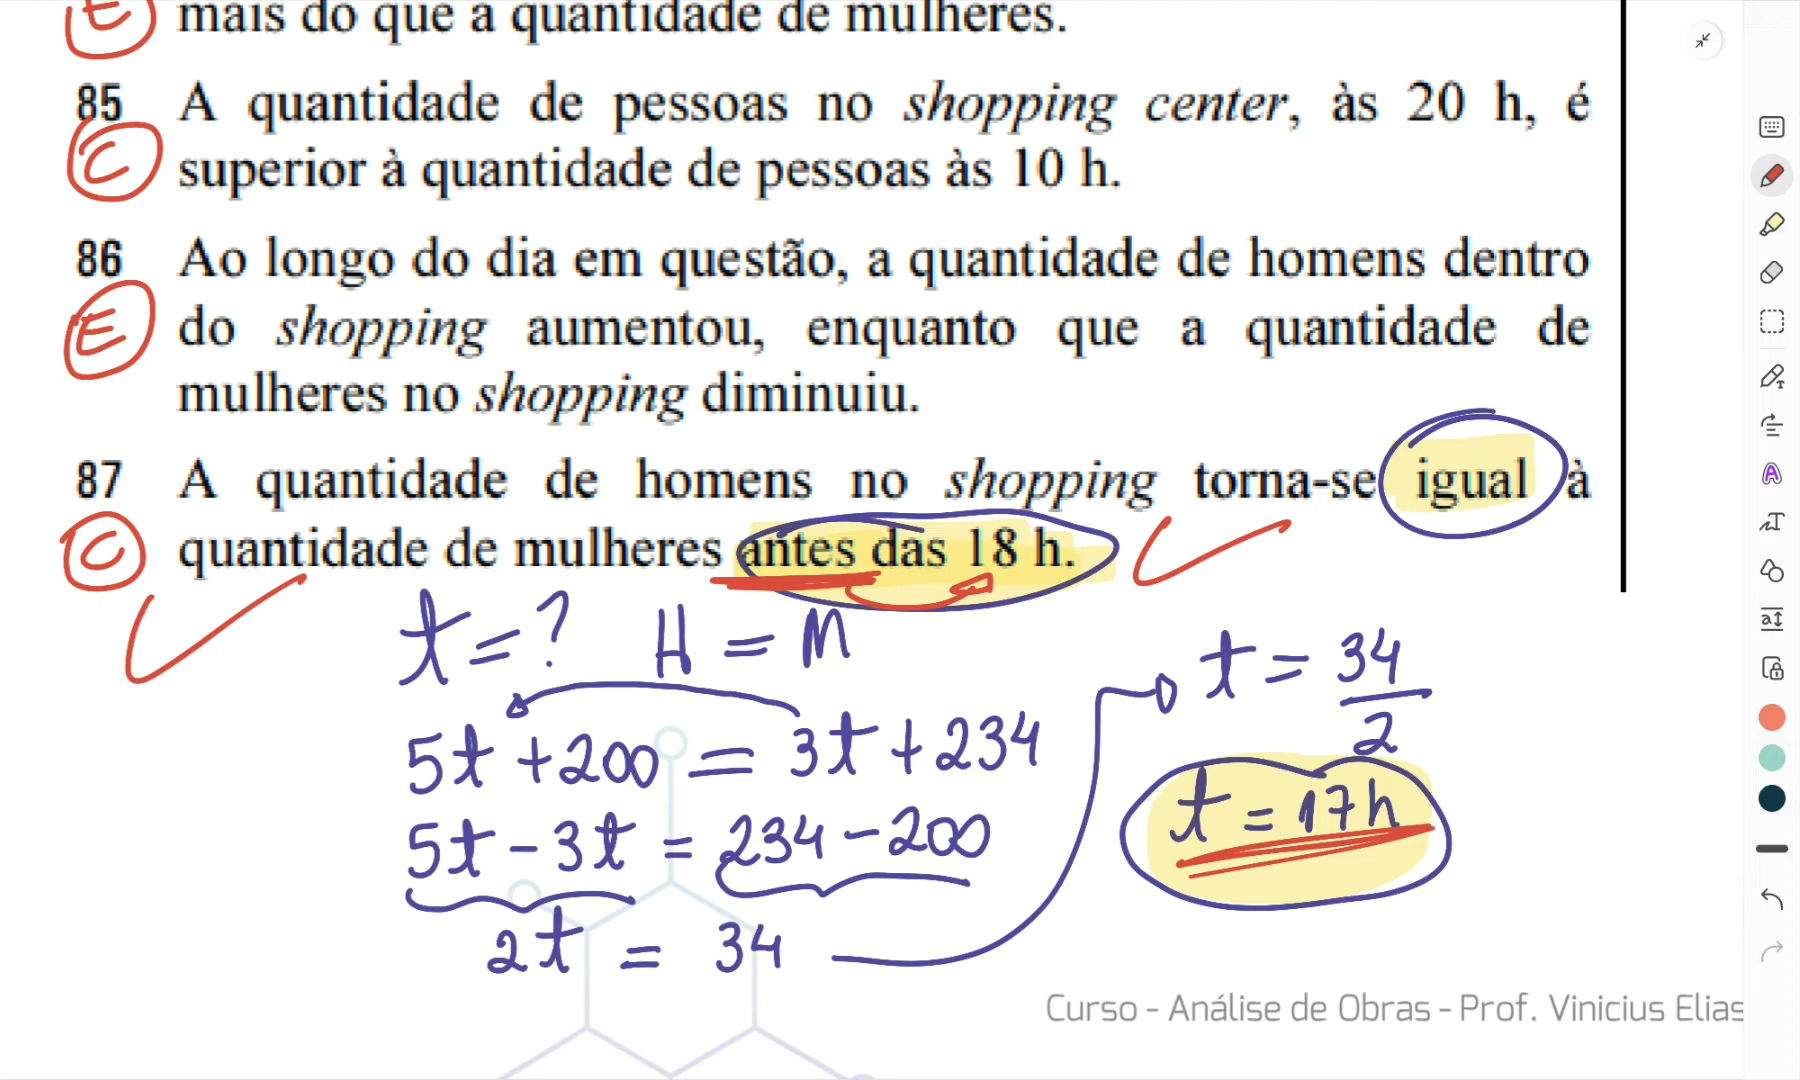 E mais do que a quantidade de mulheres.
85 A quantidade de pessoas no shopping center, às 20 h, é
C superior à quantidade de pessoas às 10 h.
86 Ao longo do dia em questão, a quantidade de homens dentro
E do shopping aumentou, enquanto que a quantidade de
mulheres no shopping diminuiu.
87 A quantidade de homens no shopping torna-se igual à
C quantidade de mulheres antes das 18 h.
t = ? H = M
5t + 200 = 3t + 234
5t - 3t = 234 - 200
2t = 34
t = 34/2
t = 17h
Curso - Análise de Obras - Prof. Vinicius Elias